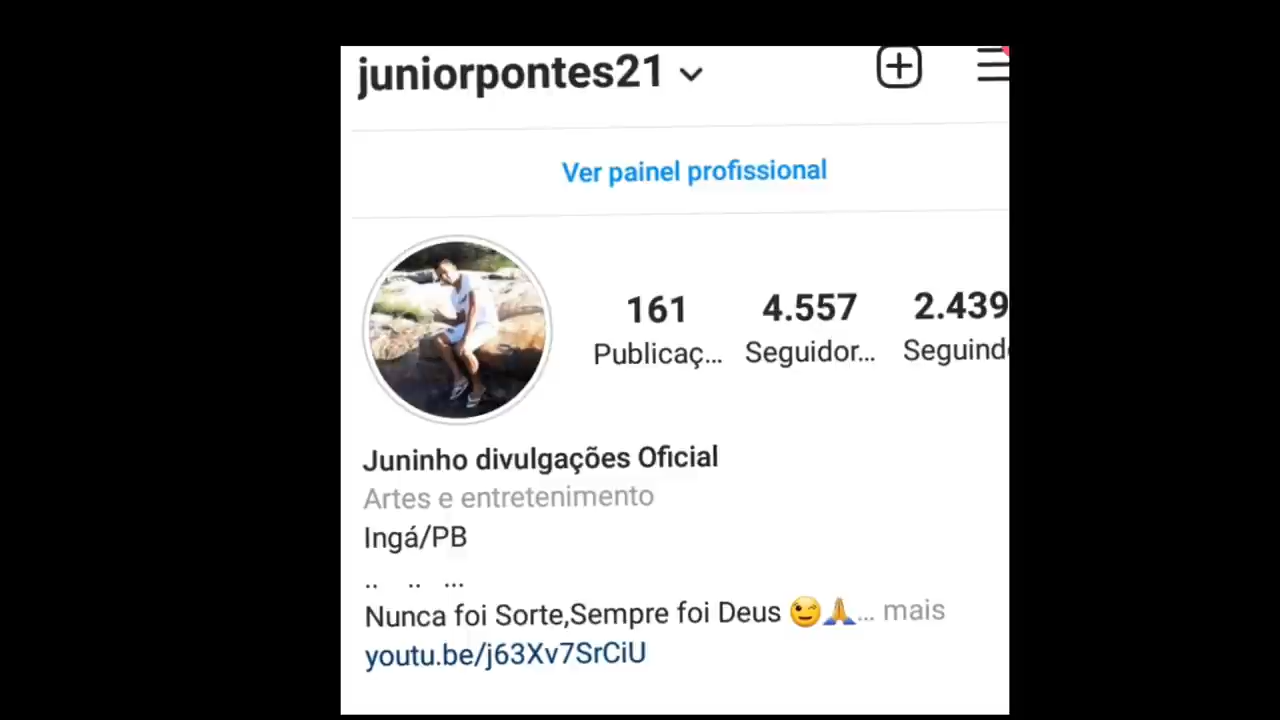 juniorpontes21
Ver painel profissional
161 4.557 2.439
Publicaç... Seguidor... Seguind
Juninho divulgações Oficial
Artes e entretenimento
Ingá/PB
.. .. ...
Nunca foi Sorte,Sempre foi Deus 😉🙏... mais
youtu.be/j63Xv7SrCiU